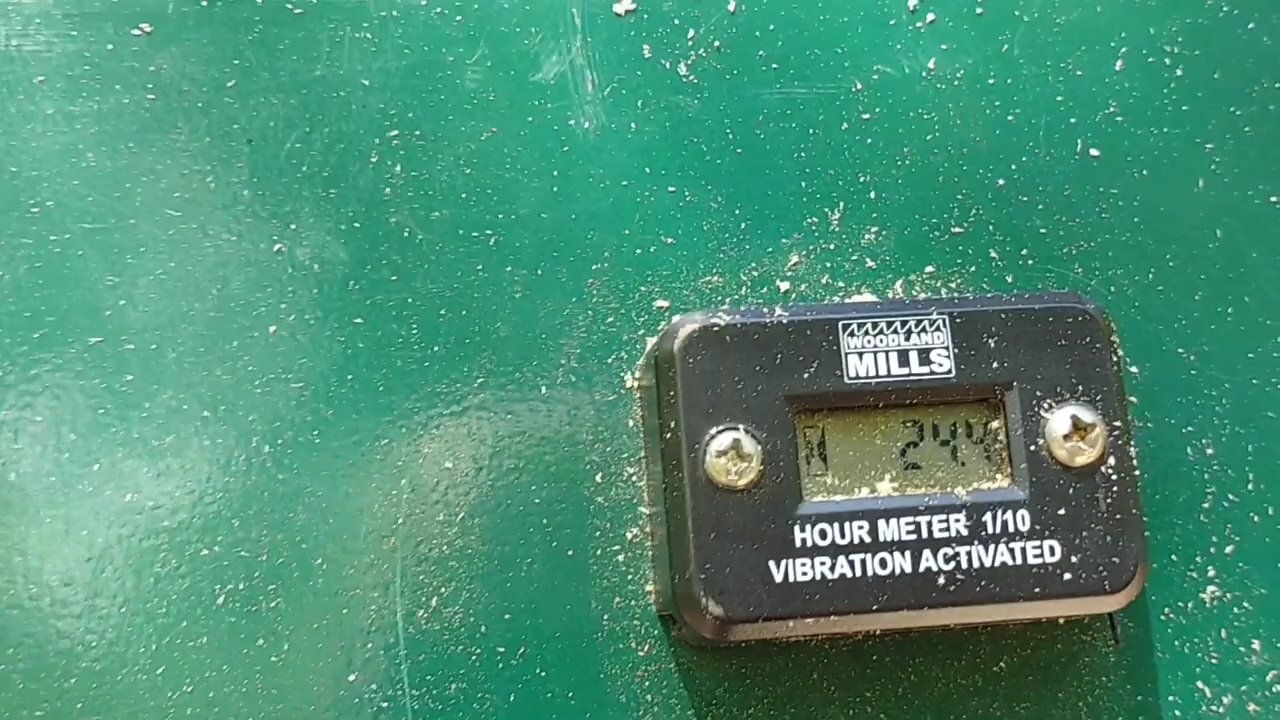 WOODLAND
MILLS
24.4
HOUR METER 1/10
VIBRATION ACTIVATED